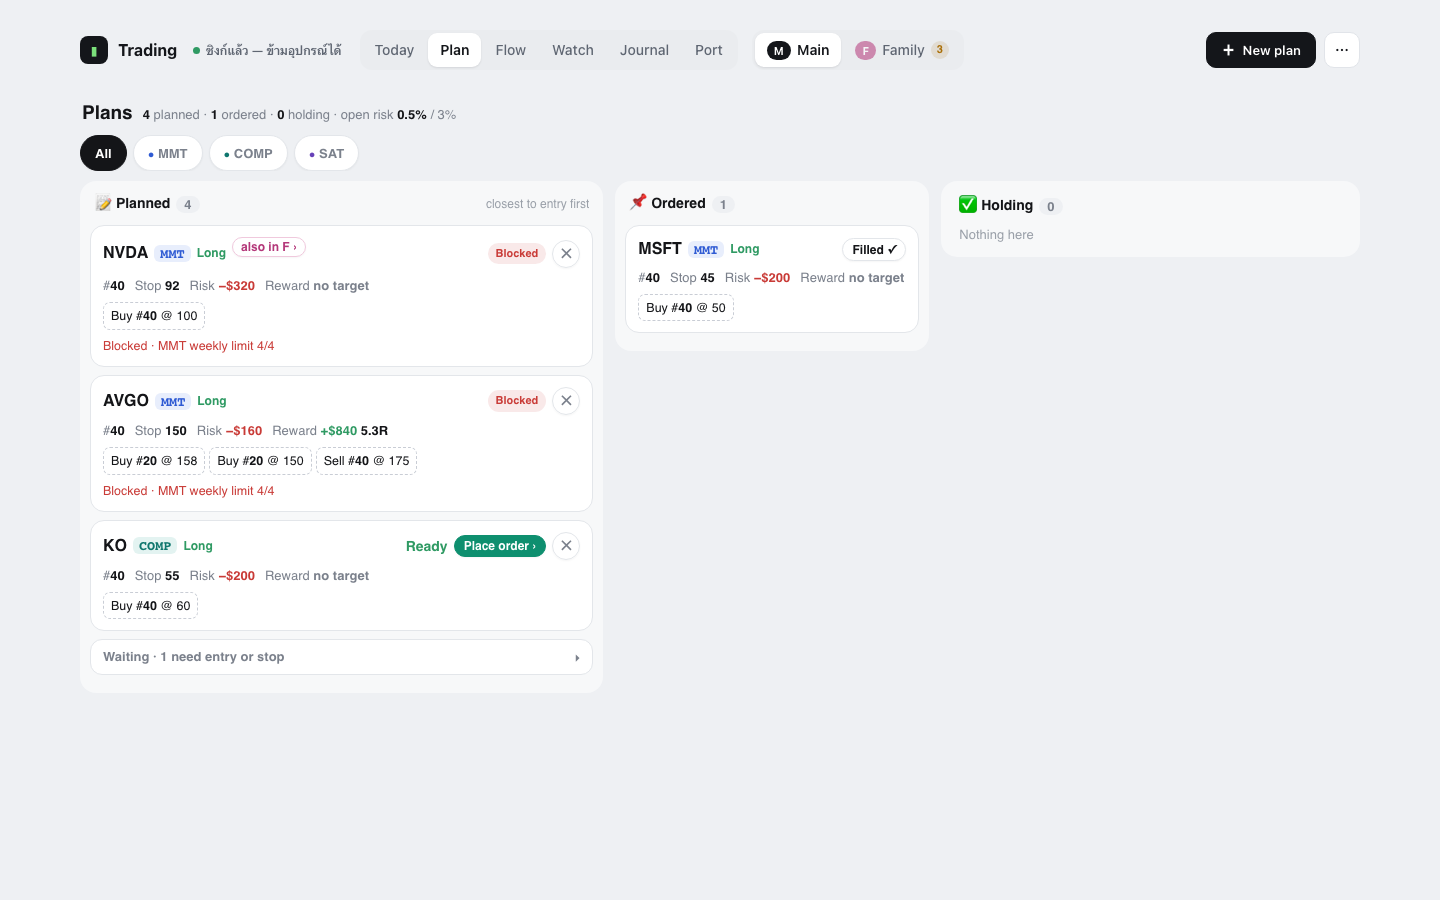 Trading ซิงก์แล้ว — ข้ามอุปกรณ์ได้ Today Plan Flow Watch Journal Port M Main F Family 3 + New plan ...
Plans 4 planned · 1 ordered · 0 holding · open risk 0.5% / 3%
All MMT COMP SAT
Planned 4 closest to entry first
NVDA MMT Long also in F › Blocked ✕
#40 Stop 92 Risk –$320 Reward no target
Buy #40 @ 100
Blocked · MMT weekly limit 4/4
AVGO MMT Long Blocked ✕
#40 Stop 150 Risk –$160 Reward +$840 5.3R
Buy #20 @ 158 Buy #20 @ 150 Sell #40 @ 175
Blocked · MMT weekly limit 4/4
KO COMP Long Ready Place order › ✕
#40 Stop 55 Risk –$200 Reward no target
Buy #40 @ 60
Waiting · 1 need entry or stop
Ordered 1
MSFT MMT Long Filled ✓
#40 Stop 45 Risk –$200 Reward no target
Buy #40 @ 50
Holding 0
Nothing here